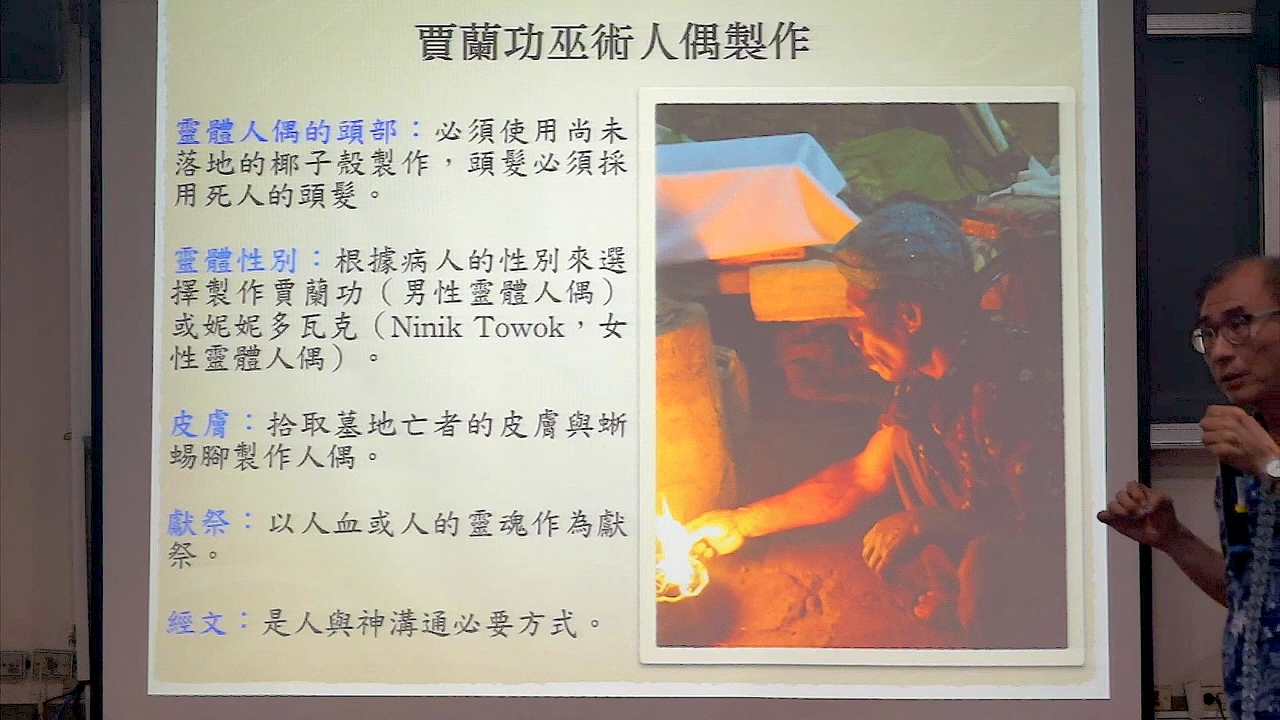 賈蘭功巫術人偶製作
靈體人偶的頭部：必須使用尚未
落地的椰子殼製作，頭髮必須採
用死人的頭髮。
靈體性別：根據病人的性別來選
擇製作賈蘭功（男性靈體人偶）
或妮妮多瓦克（Ninik Towok，女
性靈體人偶）。
皮膚：拾取墓地亡者的皮膚與蜥
蜴腳製作人偶。
獻祭：以人血或人的靈魂作為獻
祭。
經文：是人與神溝通必要方式。